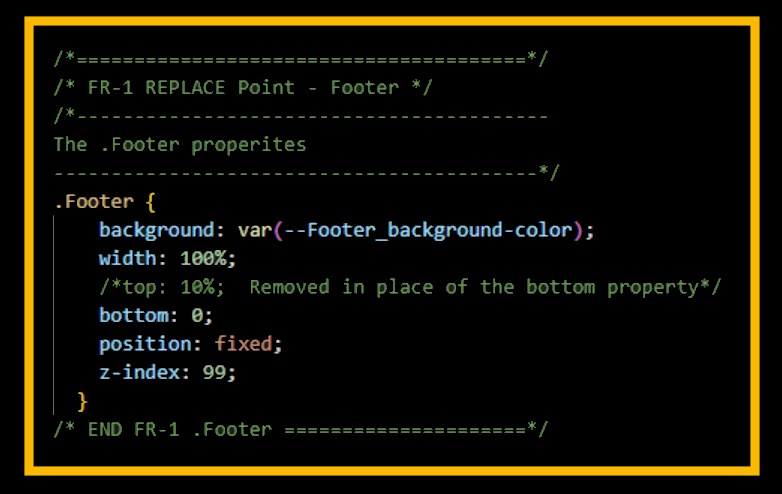 /*=======================================*/
/* FR-1 REPLACE Point - Footer */
/*-----------------------------------------
The .Footer properites
------------------------------------------*/
.Footer {
    background: var(--Footer_background-color);
    width: 100%;
    /*top: 10%;  Removed in place of the bottom property*/
    bottom: 0;
    position: fixed;
    z-index: 99;
  }
/* END FR-1 .Footer =====================*/